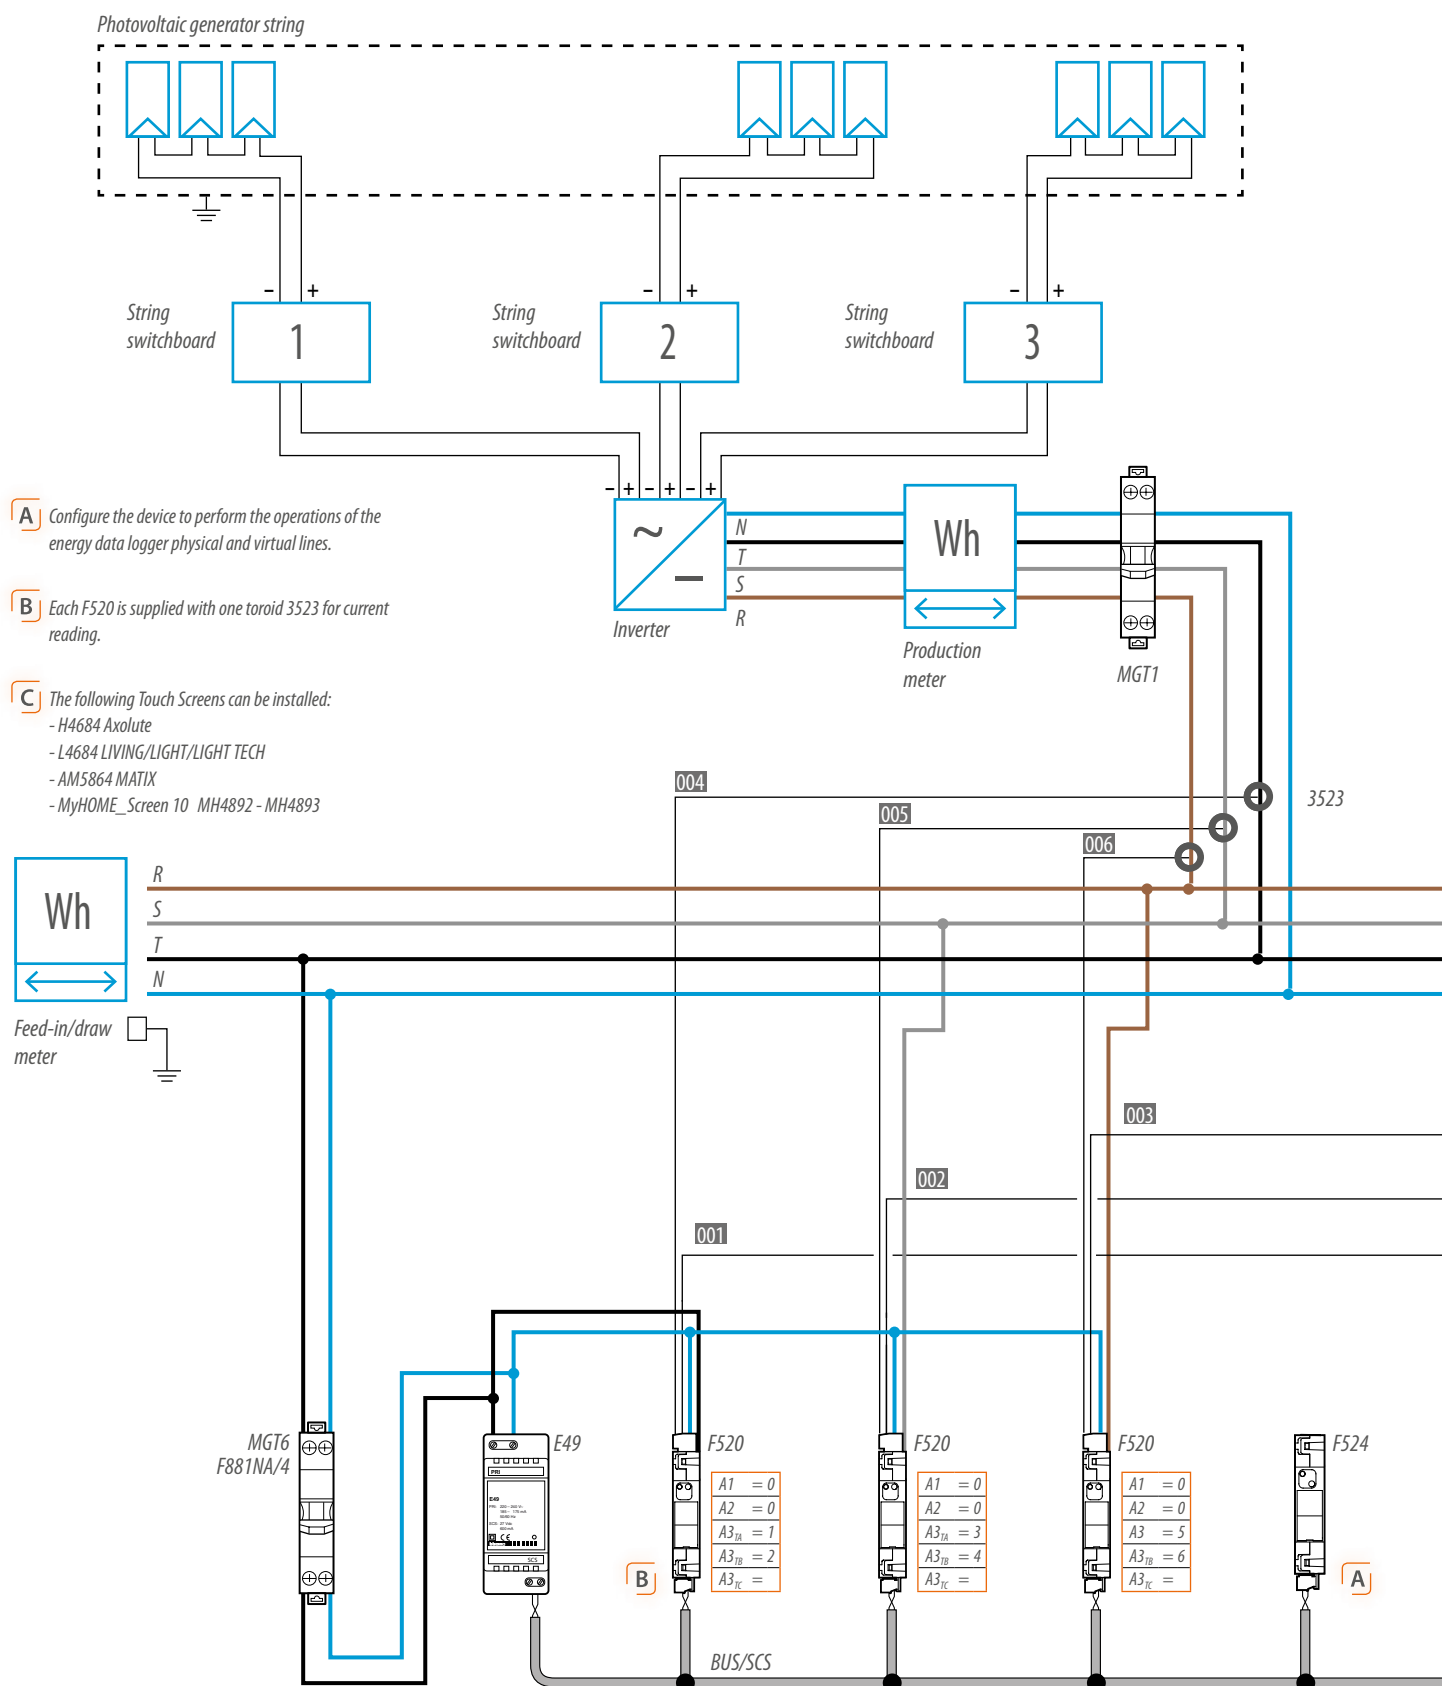 Photovoltaic generator string
– +
– +
– +
String
switchboard
1
String
switchboard
2
String
switchboard
3
– + – + – +
A Configure the device to perform the operations of the
energy data logger physical and virtual lines.
B Each F520 is supplied with one toroid 3523 for current
reading.
C The following Touch Screens can be installed:
- H4684 Axolute
- L4684 LIVING/LIGHT/LIGHT TECH
- AM5864 MATIX
- MyHOME_Screen 10 MH4892 - MH4893
~
–
Inverter
N
T
S
R
Wh
Production
meter
MGT1
004
005
006
3523
Wh
R
S
T
N
Feed-in/draw
meter
003
002
001
MGT6
F881NA/4
E49
PRI
E49
SCS
F520
A1 = 0
A2 = 0
A3TA = 1
A3TB = 2
A3TC =
B
F520
A1 = 0
A2 = 0
A3TA = 3
A3TB = 4
A3TC =
F520
A1 = 0
A2 = 0
A3 = 5
A3TB = 6
A3TC =
F524
A
BUS/SCS